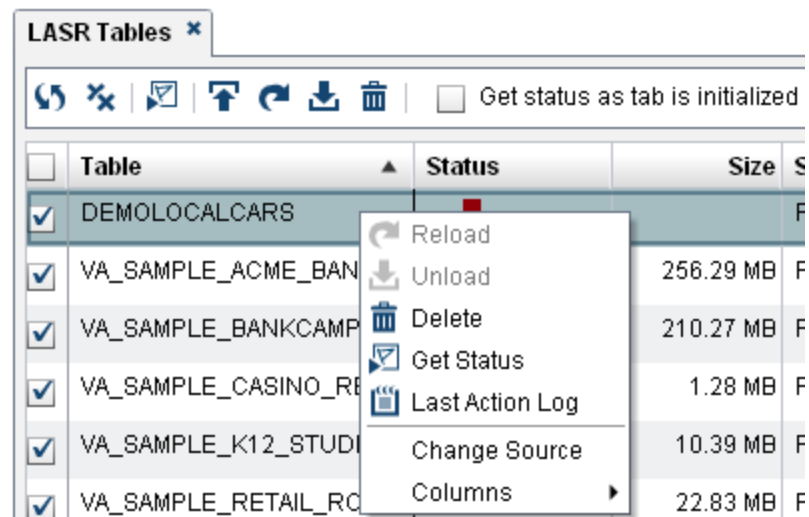 LASR Tables
Get status as tab is initialized
Table Status Size
DEMOLOCALCARS
Reload
VA_SAMPLE_ACME_BAN 256.29 MB
Unload
VA_SAMPLE_BANKCAMP 210.27 MB
Delete
Get Status
VA_SAMPLE_CASINO_RE 1.28 MB
Last Action Log
VA_SAMPLE_K12_STUDI 10.39 MB
Change Source
VA_SAMPLE_RETAIL_RO 22.83 MB
Columns